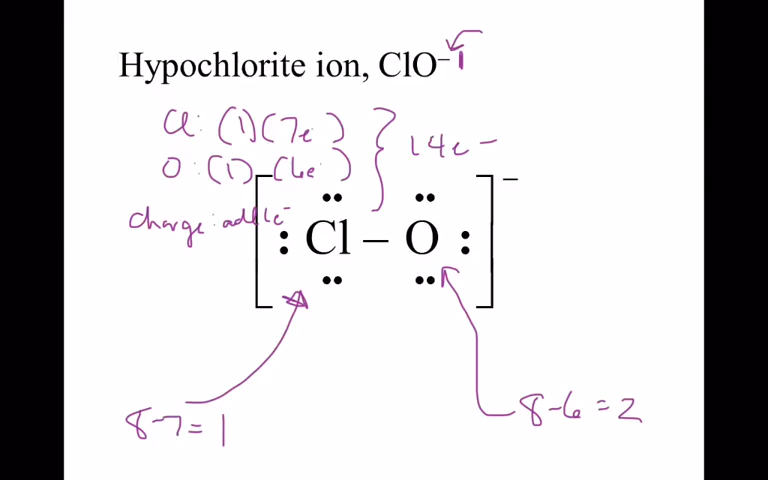 Hypochlorite ion, ClO⁻¹
Cl: (1)(7e⁻) } 14e⁻
O: (1)(6e⁻)
charge: add 1e⁻
[:Cl – O:]⁻
8-7=1
8-6=2